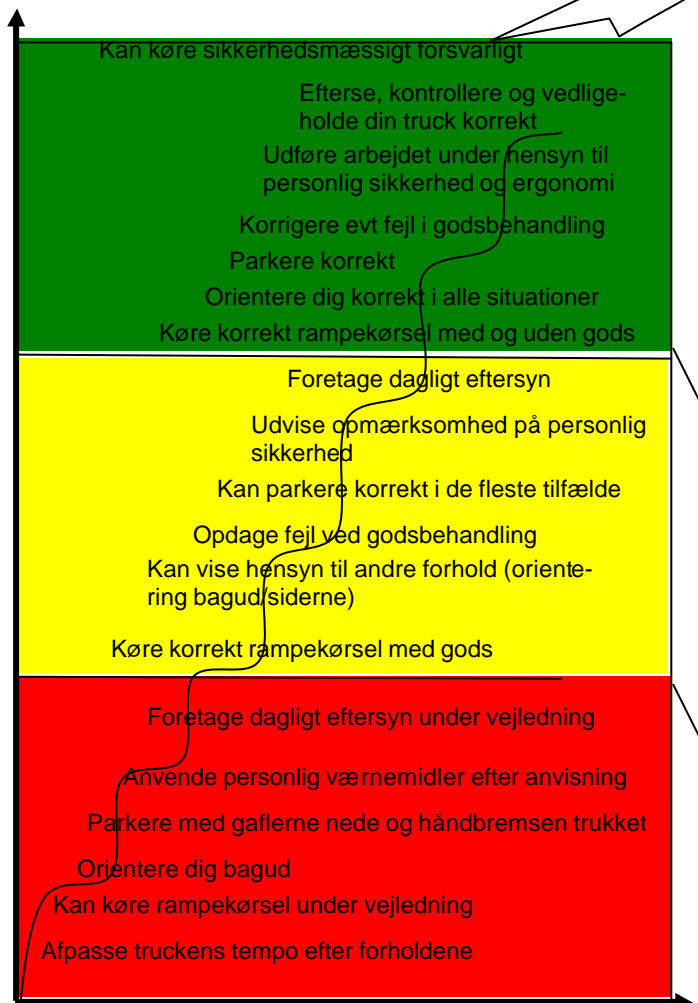 Kan køre sikkerhedsmæssigt forsvarligt
Efterse, kontrollere og vedlige-
holde din truck korrekt
Udføre arbejdet under hensyn til
personlig sikkerhed og ergonomi
Korrigere evt fejl i godsbehandling
Parkere korrekt
Orientere dig korrekt i alle situationer
Køre korrekt rampekørsel med og uden gods
Foretage dagligt eftersyn
Udvise opmærksomhed på personlig
sikkerhed
Kan parkere korrekt i de fleste tilfælde
Opdage fejl ved godsbehandling
Kan vise hensyn til andre forhold (oriente-
ring bagud/siderne)
Køre korrekt rampekørsel med gods
Foretage dagligt eftersyn under vejledning
Anvende personlig værnemidler efter anvisning
Parkere med gaflerne nede og håndbremsen trukket
Orientere dig bagud
Kan køre rampekørsel under vejledning
Afpasse truckens tempo efter forholdene